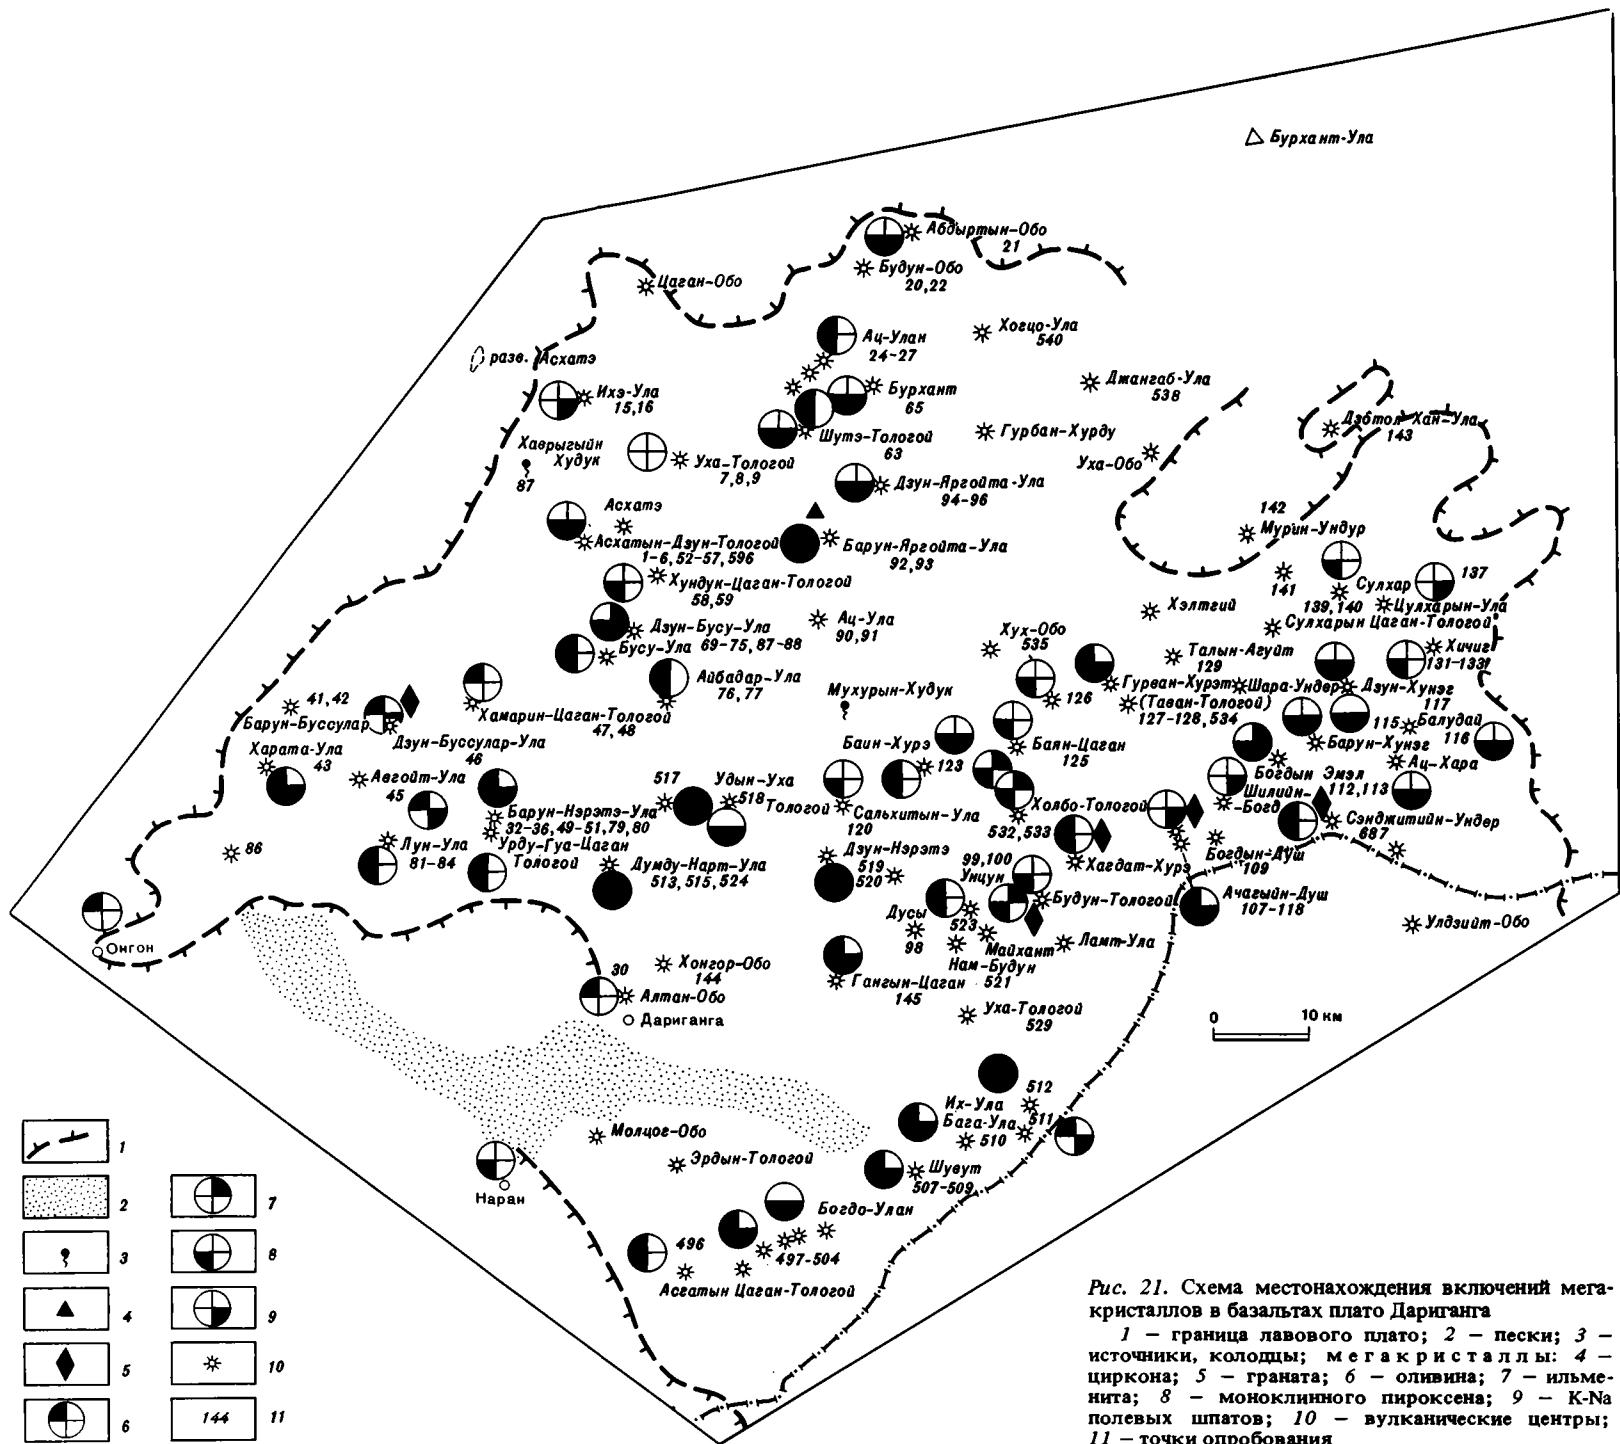 Бурхант-Ула
Абдыртын-Обо
21
Будун-Обо
20,22
Цаган-Обо
Ац-Улан
24-27
Хогцо-Ула
540
разв. Асхатэ
Ихэ-Ула
15,16
Бурхант
65
Джангаб-Ула
538
Шутэ-Тологой
63
Гурбан-Хурду
Дзбтол-Хан-Ула
143
Хаврыгыйн
Худук
87
Уха-Тологой
7,8,9
Уха-Обо
Дзун-Яргойта-Ула
94-96
Асхатэ
Асхатын-Дзун-Тологой
1-6, 52-57, 596
Барун-Яргойта-Ула
92,93
142
Мурин-Ундур
141
Хундук-Цаган-Тологой
58,59
Сулхар
139,140
137
Цулхарын-Ула
Сулхарын Цаган-Тологой
Хэлтгий
Ац-Ула
90,91
Дзун-Бусу-Ула
Бусу-Ула 69-75, 87-88
Хух-Обо
535
Талын-Агуйт
129
Хичиг
131-133
Айбадар-Ула
76,77
Мухурын-Худук
126
Гурван-Хурэт
(Таван-Тологой)
127-128, 534
Шара-Ундер
Дзун-Хунэг
117
41,42
Барун-Буссулар
Хамарин-Цаган-Тологой
47,48
Дзун-Буссулар-Ула
46
Харата-Ула
43
Баин-Хурэ
123
Баян-Цаган
125
115
Балудай
116
Барун-Хунэг
Ац-Хара
Авгойт-Ула
45
517
Удын-Уха
518
Тологой
Богдын Эмэл
112,113
Шилийн-
-Богд
Барун-Нэрэтэ-Ула
32-36, 49-51, 79, 80
Сальхитын-Ула
120
Холбо-Тологой
532,533
Сэнджитийн-Ундер
687
86
Лун-Ула
81-84
Урду-Гуа-Цаган
Тологой
Думду-Нарт-Ула
513, 515, 524
Дзун-Нэрэтэ
519
520
99,100
Унцун
Хагдат-Хурэ
Богдын-Душ
109
Будун-Тологой
Ачагыйн-Душ
107-118
Дусы
98
523
Майхант
Нам-Будун
521
Ламт-Ула
Улдзийт-Обо
Онгон
Хонгор-Обо
144
Гангын-Цаган
145
30
Алтан-Обо
Дариганга
Уха-Тологой
529
0 10 км
Их-Ула
512
Бага-Ула
511
510
Молцог-Обо
Эрдын-Тологой
Шувут
507-509
Наран
Богдо-Улан
496
497-504
Асгатын Цаган-Тологой
1
2
3
4
5
6
7
8
9
10
144 11
Рис. 21. Схема местонахождения включений мега-
кристаллов в базальтах плато Дариганга
1 — граница лавового плато; 2 — пески; 3 —
источники, колодцы; мегакристаллы: 4 —
циркона; 5 — граната; 6 — оливина; 7 — ильме-
нита; 8 — моноклинного пироксена; 9 — K-Na
полевых шпатов; 10 — вулканические центры;
11 — точки опробования